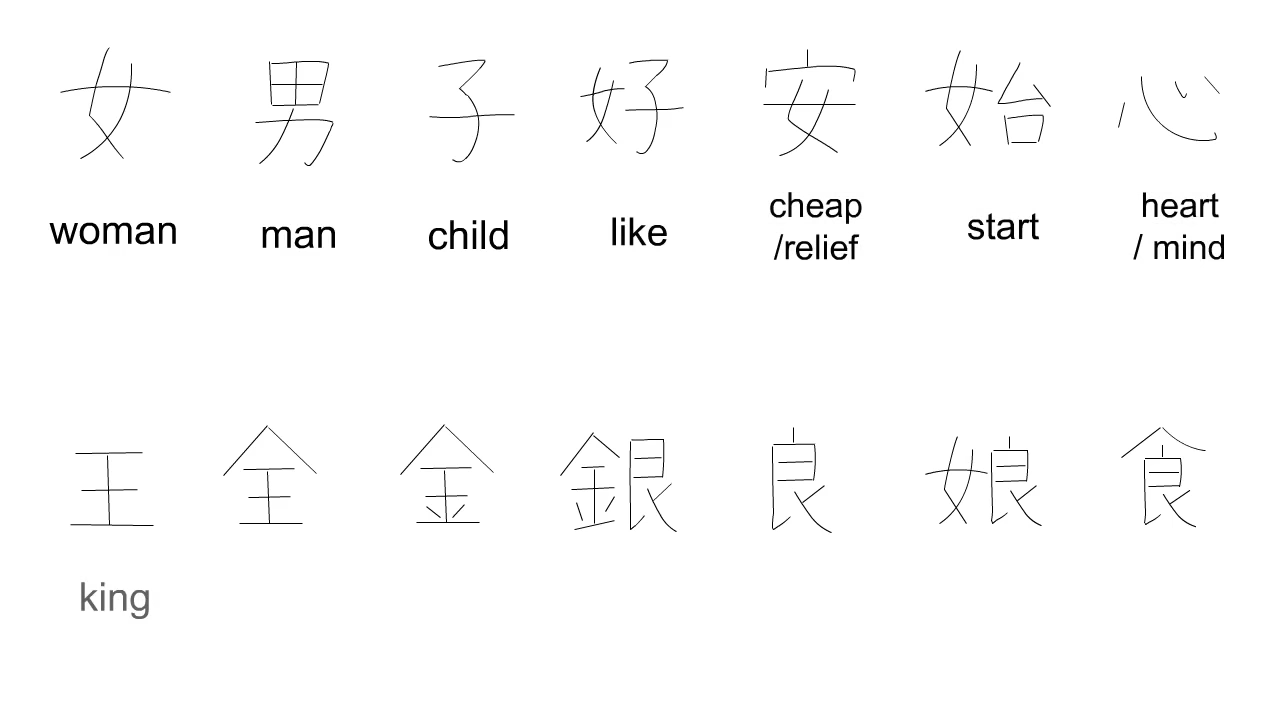 女 男 子 好 安 始 心
woman man child like cheap /relief start heart / mind
王 全 金 銀 良 娘 食
king